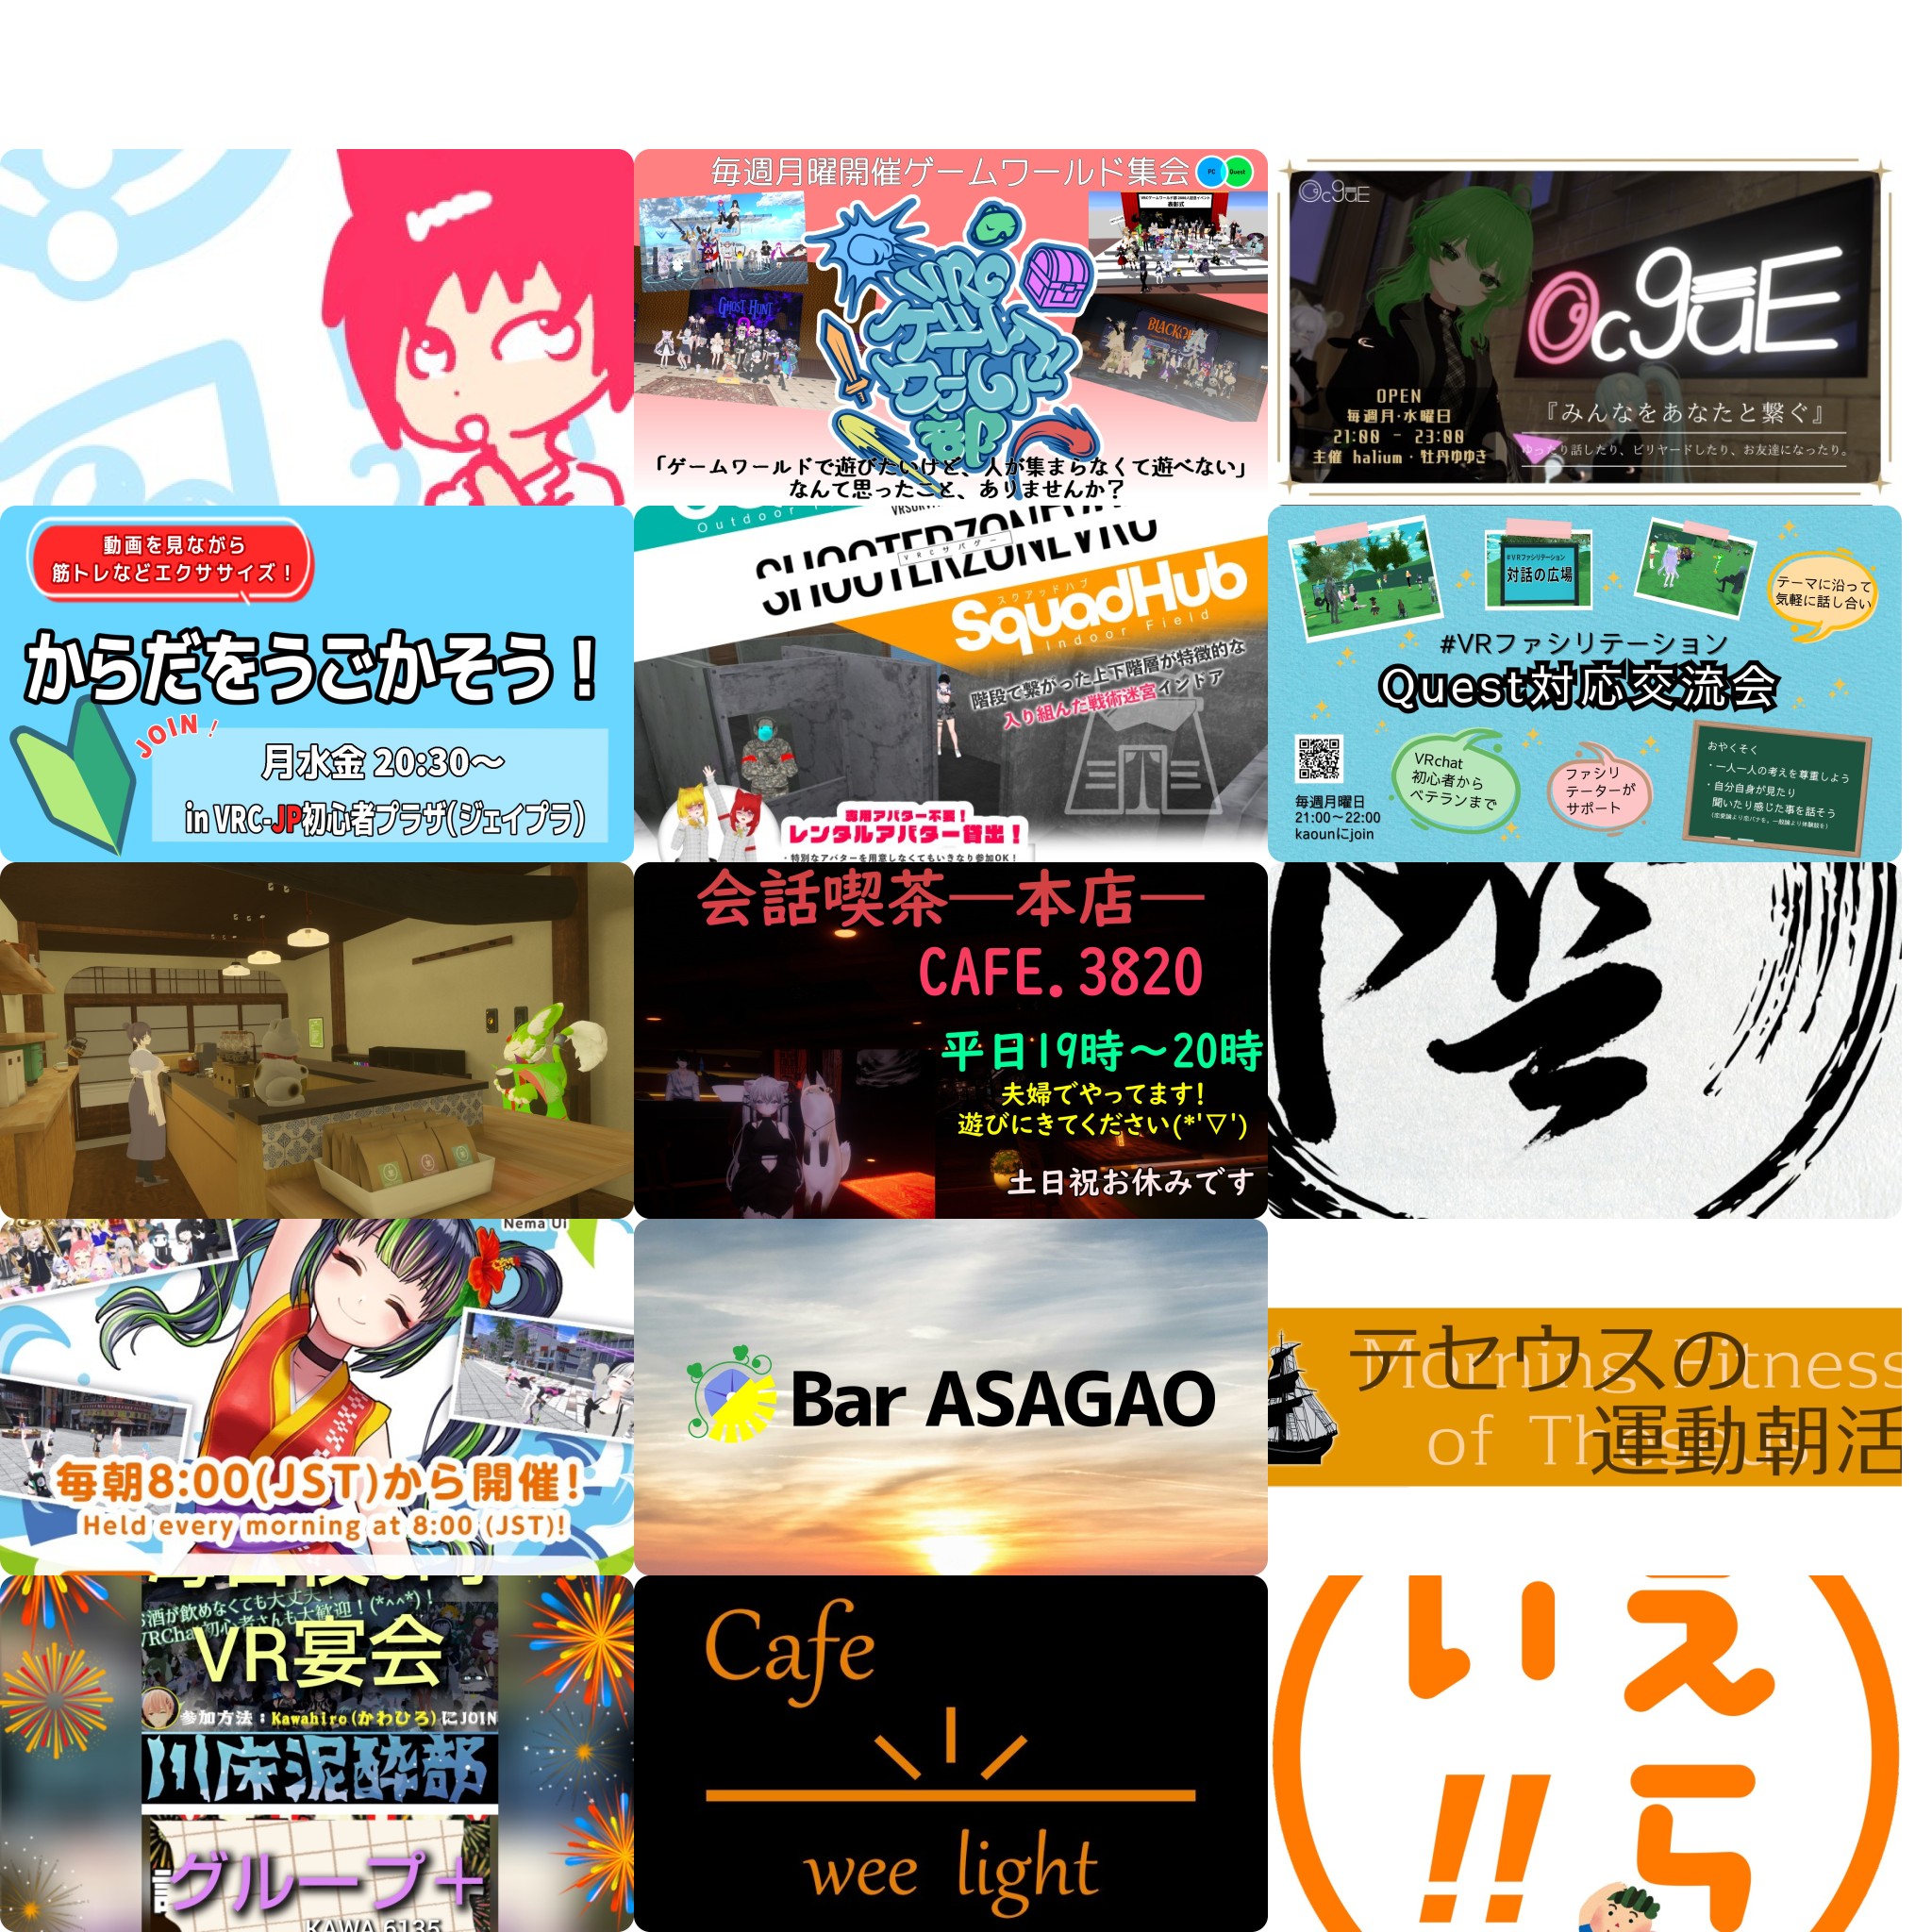 毎週月曜開催ゲームワールド集会
PC
Quest
GHOST HUNT
VRC
ゲームワールド部
「ゲームワールドで遊びたいけど、人が集まらなくて遊べない」
なんて思ったこと、ありませんか?
OcguE
OcguE
OPEN
毎週月・水曜日
21:00 - 23:00
主催 halium・牡丹ゆゆき
『みんなをあなたと繋ぐ』
ゆったり話したり、ビリヤードしたり、お友達になったり。
動画を見ながら
筋トレなどエクササイズ!
からだをうごかそう!
JOIN!
月水金 20:30〜
in VRC-JP初心者プラザ(ジェイプラ)
Outdoor
SHOOTERZONEVRC
VRCサバゲー
スクアッドハブ
SquadHub
Indoor Field
階段で繋がった上下階層が特徴的な
入り組んだ戦術迷宮インドア
専用アバター不要!
レンタルアバター貸出!
・特別なアバターを用意しなくてもいきなり参加OK!
#VRファシリテーション
対話の広場
テーマに沿って
気軽に話し合い
#VRファシリテーション
Quest対応交流会
毎週月曜日
21:00〜22:00
kaounにjoin
VRchat
初心者から
ベテランまで
ファシリ
テーターが
サポート
おやくそく
・一人一人の考えを尊重しよう
・自分自身が見たり
聞いたり感じた事を話そう
会話喫茶―本店―
CAFE.3820
平日19時〜20時
夫婦でやってます!
遊びにきてください(*'▽')
土日祝お休みです
Nema Ui
毎朝8:00(JST)から開催!
Held every morning at 8:00 (JST)!
Bar ASAGAO
テセウスの
Morning Fitness
運動朝活
of Theseus
お酒が飲めなくても大丈夫!
VRChat初心者さんも大歓迎!(*^^*)!
VR宴会
参加方法:Kawahiro(かわひろ)にJOIN
川床泥酔部
グループ+
KAWA.6135
Cafe
wee light
いえ
!!
ら